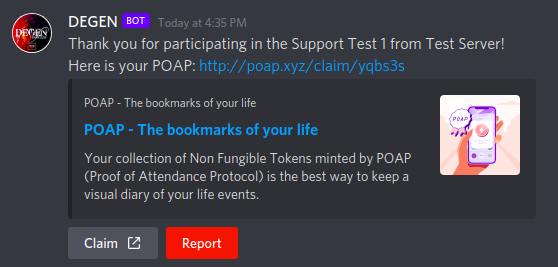 DEGEN
DEGEN BOT Today at 4:35 PM
Thank you for participating in the Support Test 1 from Test Server!
Here is your POAP: http://poap.xyz/claim/yqbs3s
POAP - The bookmarks of your life
POAP - The bookmarks of your life
POAP
Your collection of Non Fungible Tokens minted by POAP
(Proof of Attendance Protocol) is the best way to keep a
visual diary of your life events.
Claim
Report